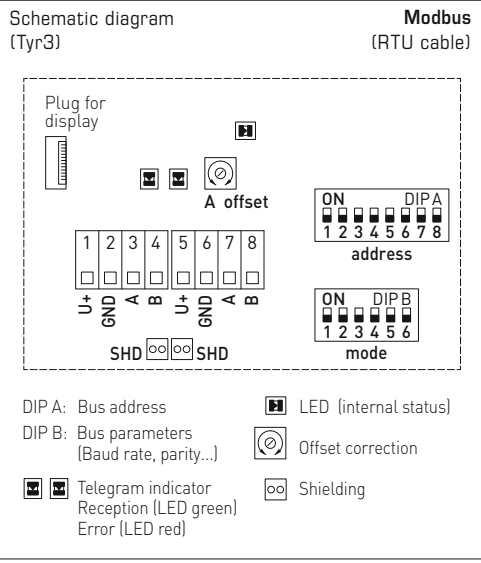 Schematic diagram
(Tyr3)
Modbus
(RTU cable)
Plug for
display
A offset
ON DIP A
1 2 3 4 5 6 7 8
address
1 2 3 4 5 6 7 8
U+ GND A B U+ GND A B
ON DIP B
1 2 3 4 5 6
mode
SHD SHD
DIP A: Bus address
DIP B: Bus parameters
(Baud rate, parity...)
Telegram indicator
Reception (LED green)
Error (LED red)
LED (internal status)
Offset correction
Shielding